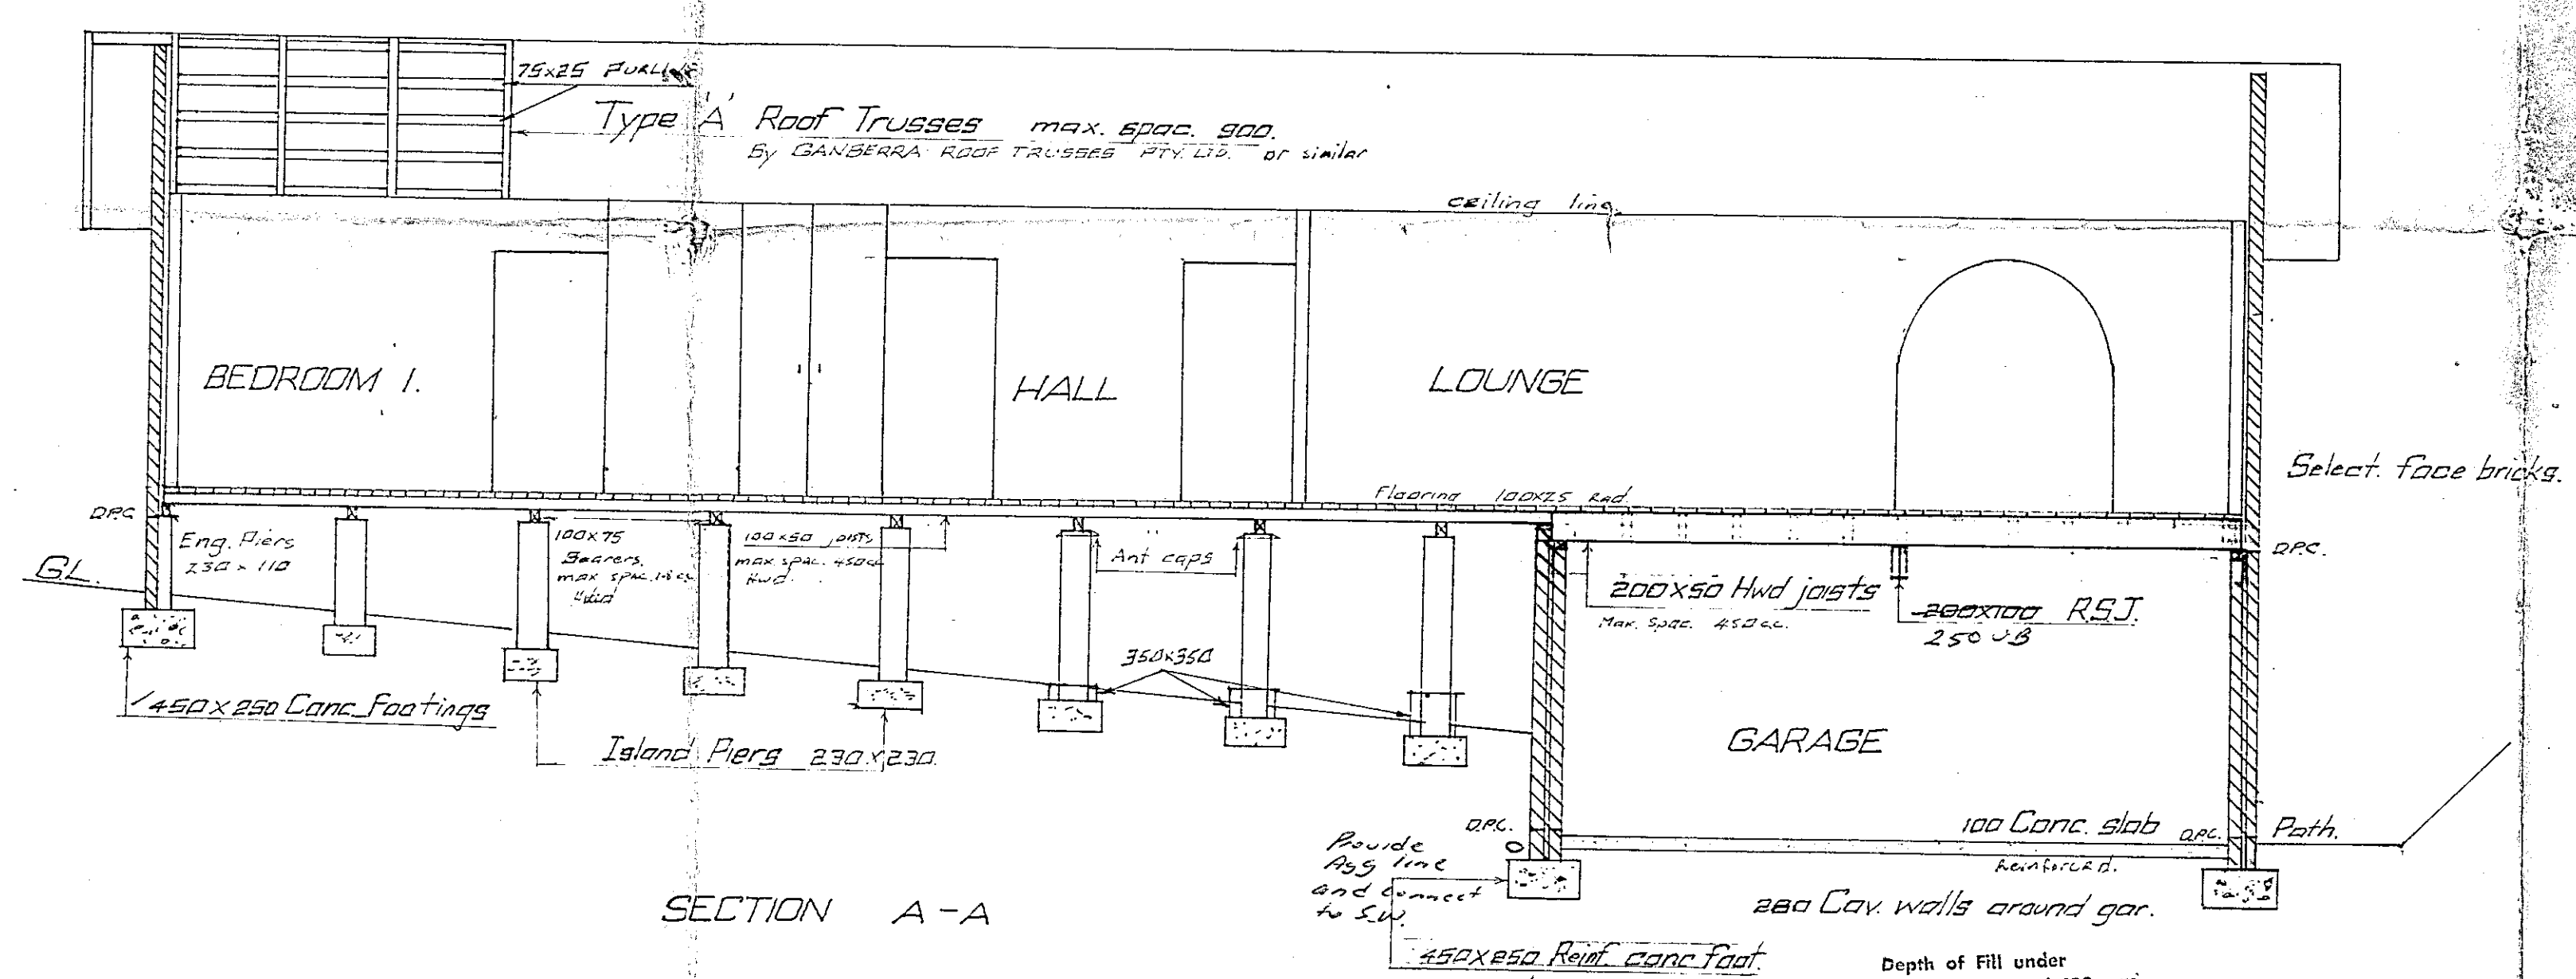 75x25 PURLINS
Type 'A' Roof Trusses max. spac. 900.
By CANBERRA ROOF TRUSSES PTY. LTD. or similar
ceiling line
BEDROOM 1.
HALL
LOUNGE
Select. face bricks.
Flooring 100x25 Rad.
D.P.C
Eng. Piers
230 x 110
G.L.
100x75
Bearers.
max spac.
Hwd
100x50 joists
max. spac. 450cc
Hwd.
Ant caps
D.P.C.
200x50 Hwd joists
Max. Spac. 450 c.c.
200x100 R.S.J.
250 UB
350x350
450x250 Conc. Footings
Island Piers 230x230.
GARAGE
D.P.C.
100 Conc. slab
D.P.C.
Path.
Reinforced.
Provide
Agg line
and connect
to S.W.
SECTION A-A
280 Cav. walls around gar.
450x250 Reinf. conc foot.
Depth of Fill under